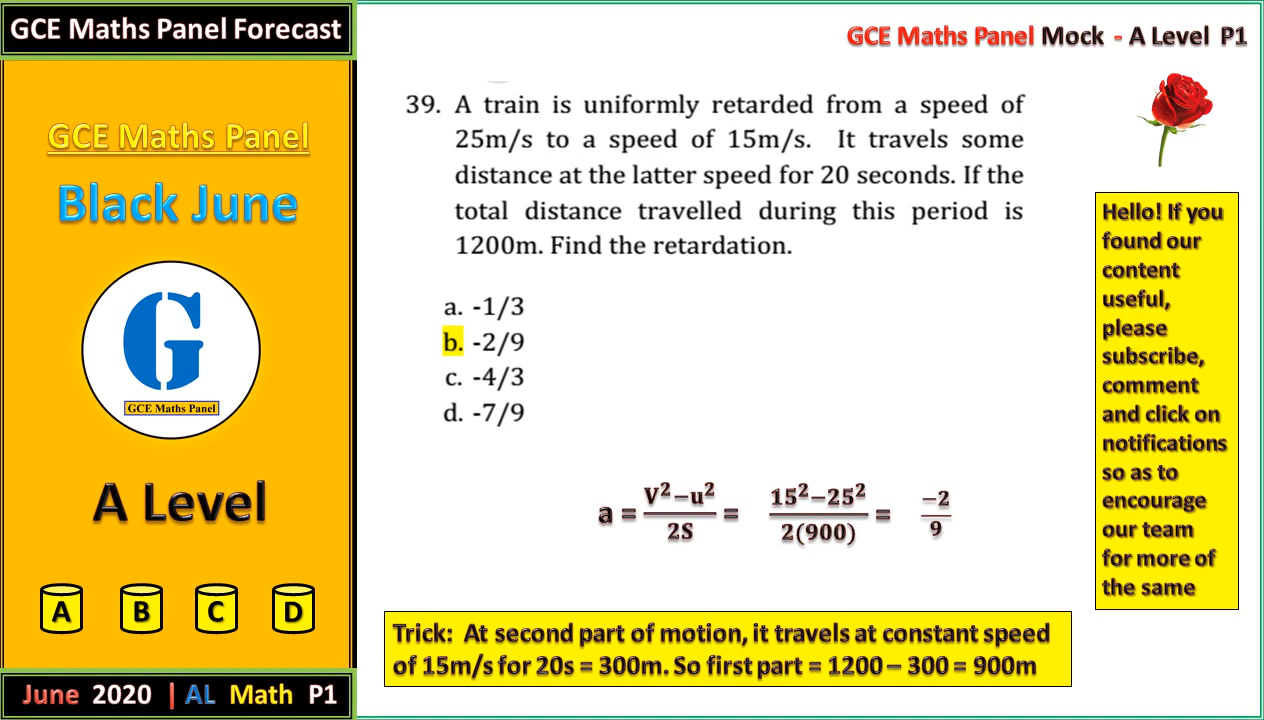 GCE Maths Panel Forecast
GCE Maths Panel Mock - A Level P1
GCE Maths Panel
Black June
G
GCE Maths Panel
A Level
A B C D
June 2020 | AL Math P1
39. A train is uniformly retarded from a speed of
25m/s to a speed of 15m/s. It travels some
distance at the latter speed for 20 seconds. If the
total distance travelled during this period is
1200m. Find the retardation.
a. -1/3
b. -2/9
c. -4/3
d. -7/9
a = (V² – u²)/2S = (15² – 25²)/2(900) = –2/9
Trick: At second part of motion, it travels at constant speed
of 15m/s for 20s = 300m. So first part = 1200 – 300 = 900m
Hello! If you
found our
content
useful,
please
subscribe,
comment
and click on
notifications
so as to
encourage
our team
for more of
the same